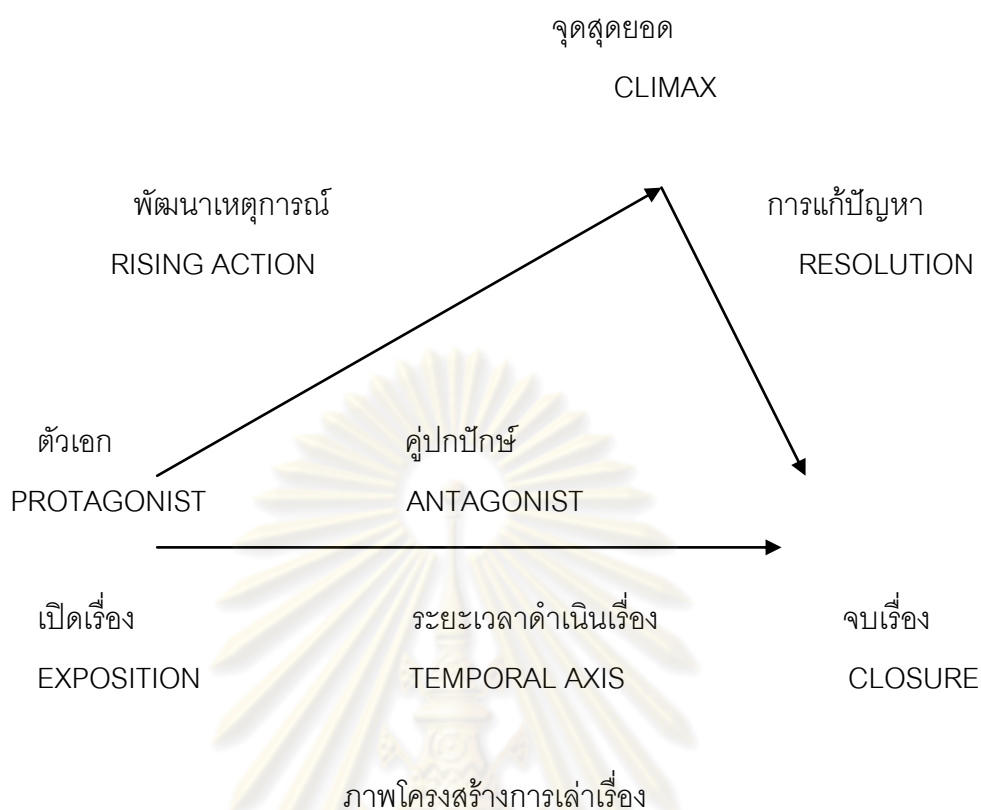 จุดสุดยอด
CLIMAX
พัฒนาเหตุการณ์ การแก้ปัญหา
RISING ACTION RESOLUTION
ตัวเอก คู่ปกปักษ์
PROTAGONIST ANTAGONIST
เปิดเรื่อง ระยะเวลาดำเนินเรื่อง จบเรื่อง
EXPOSITION TEMPORAL AXIS CLOSURE
ภาพโครงสร้างการเล่าเรื่อง